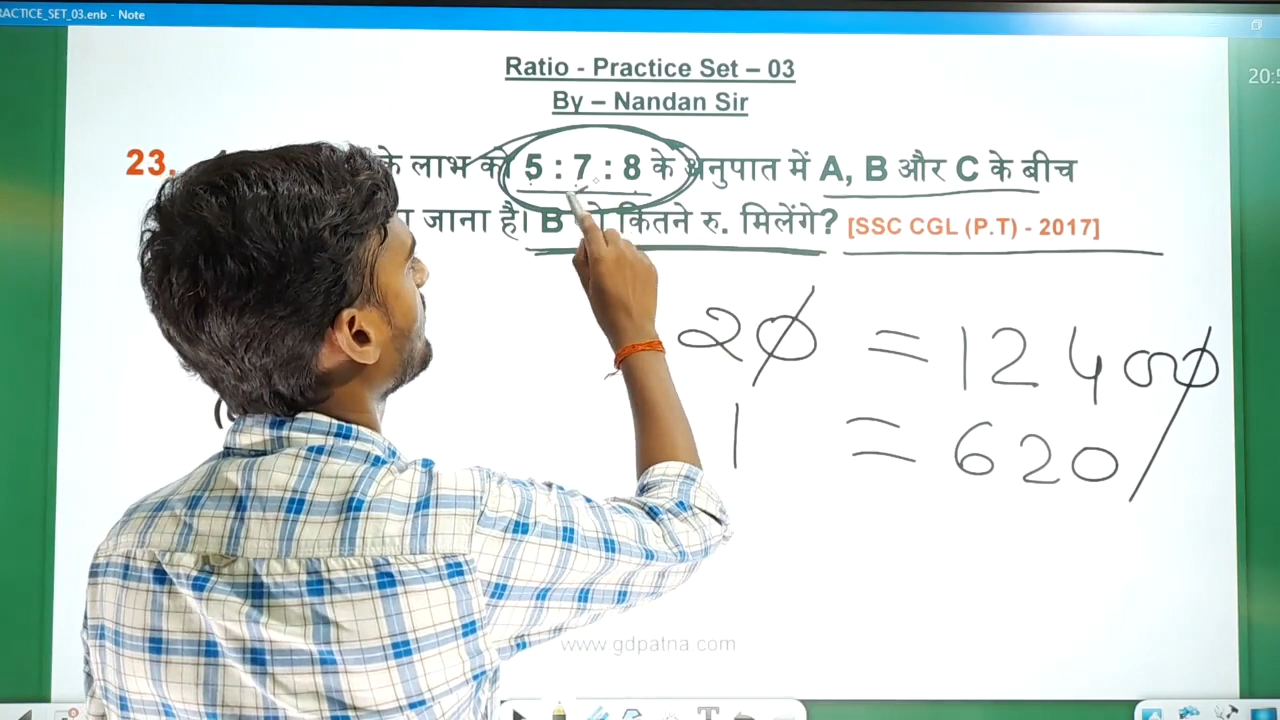 RACTICE_SET_03.enb - Note
20:5
Ratio - Practice Set – 03
By – Nandan Sir
23. के लाभ को 5 : 7 : 8 के अनुपात में A, B और C के बीच
जाना है। B कितने रु. मिलेंगे? [SSC CGL (P.T) - 2017]
20 = 12400
1 = 620
www.gdpatna.com